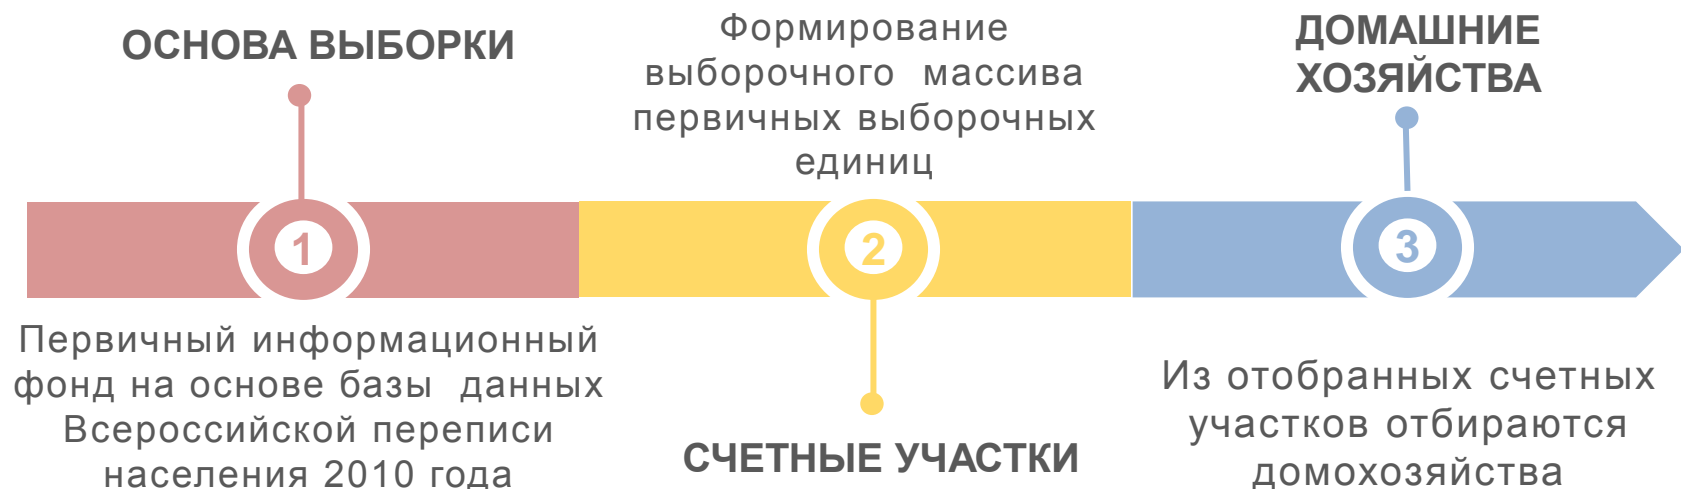 ОСНОВА ВЫБОРКИ
1
Первичный информационный
фонд на основе базы данных
Всероссийской переписи
населения 2010 года
Формирование
выборочного массива
первичных выборочных
единиц
2
СЧЕТНЫЕ УЧАСТКИ
ДОМАШНИЕ
ХОЗЯЙСТВА
3
Из отобранных счетных
участков отбираются
домохозяйства